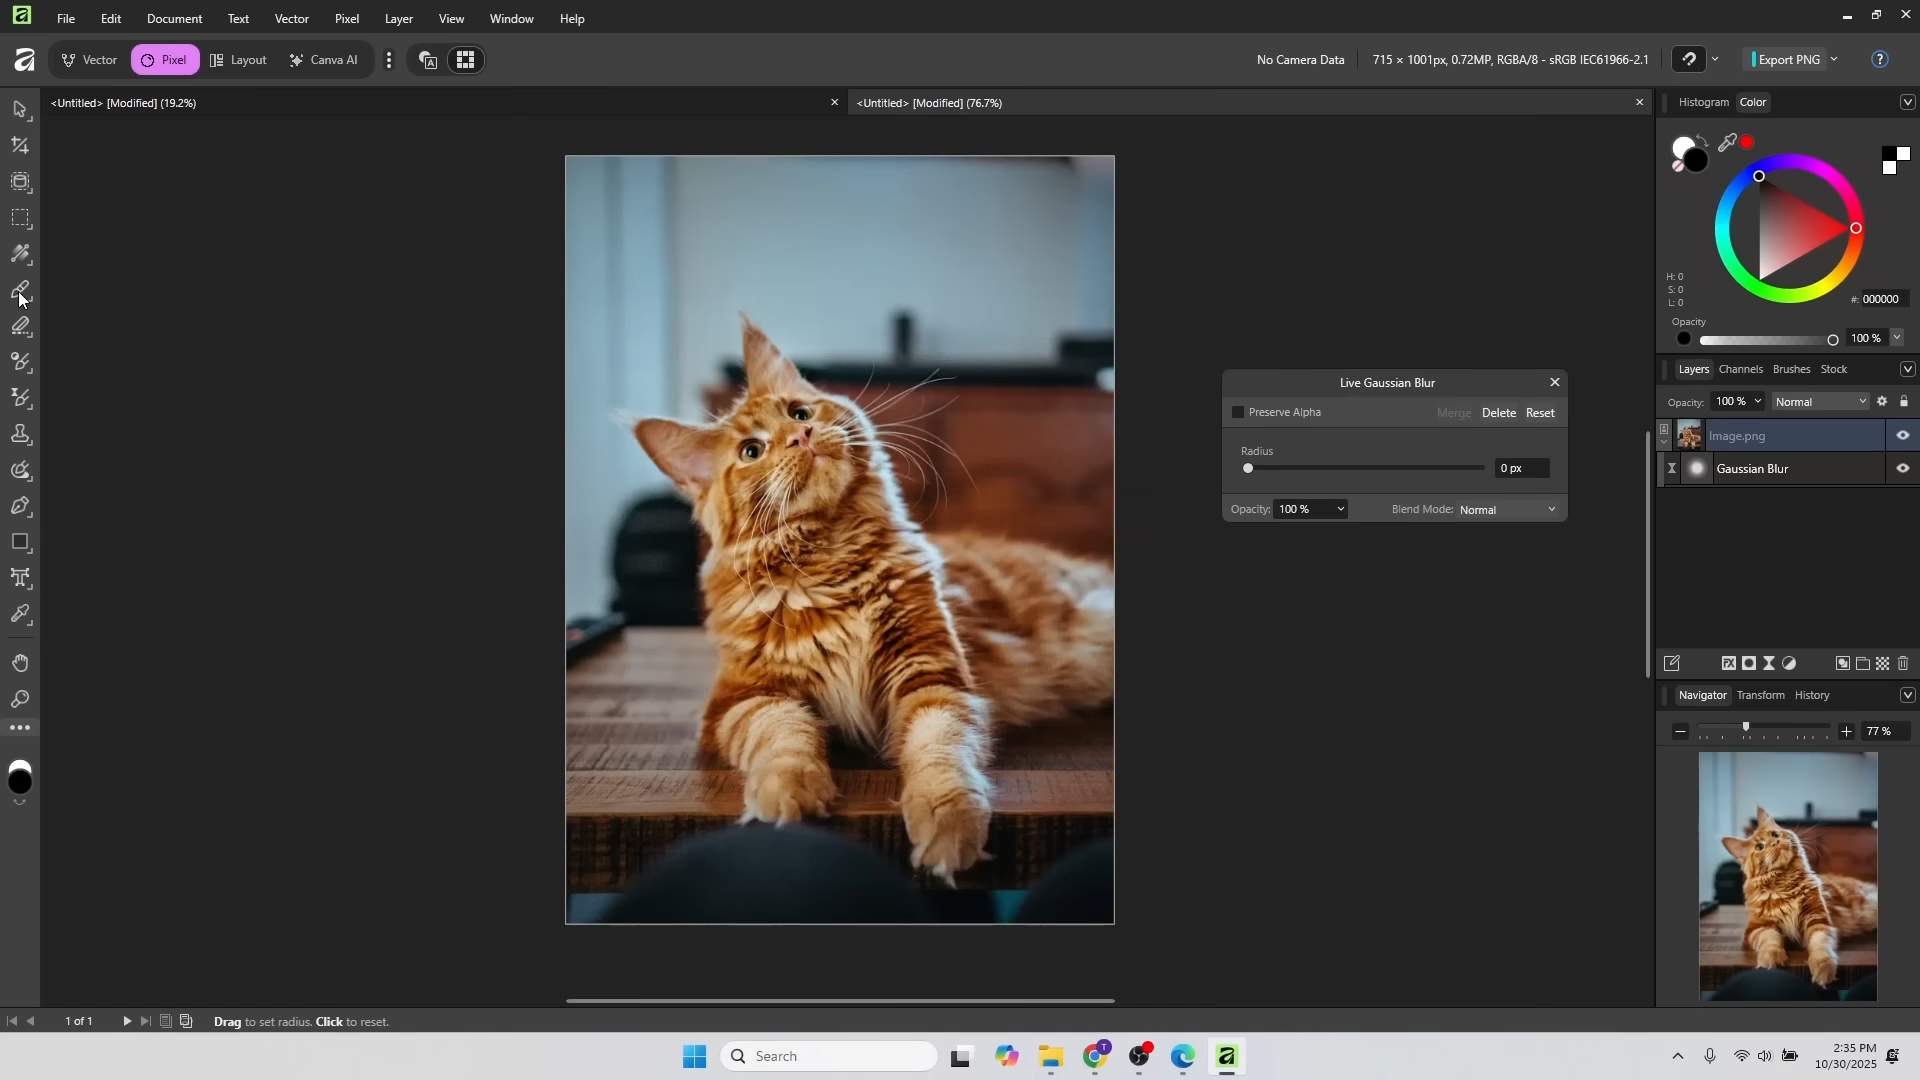 File Edit Document Text Vector Pixel Layer View Window Help
Vector Pixel Layout Canva AI
No Camera Data 715 × 1001px, 0.72MP, RGBA/8 - sRGB IEC61966-2.1 Export PNG ?
<Untitled> [Modified] (19.2%) <Untitled> [Modified] (76.7%)
Histogram Color
H: 0
S: 0
L: 0
#: 000000
Opacity
100 %
Layers Channels Brushes Stock
Opacity: 100 % Normal
Image.png
Gaussian Blur
Live Gaussian Blur
Preserve Alpha Merge Delete Reset
Radius
0 px
Opacity: 100 % Blend Mode: Normal
FX
Navigator Transform History
77 %
1 of 1 Drag to set radius. Click to reset.
Search
T
2:35 PM
10/30/2025